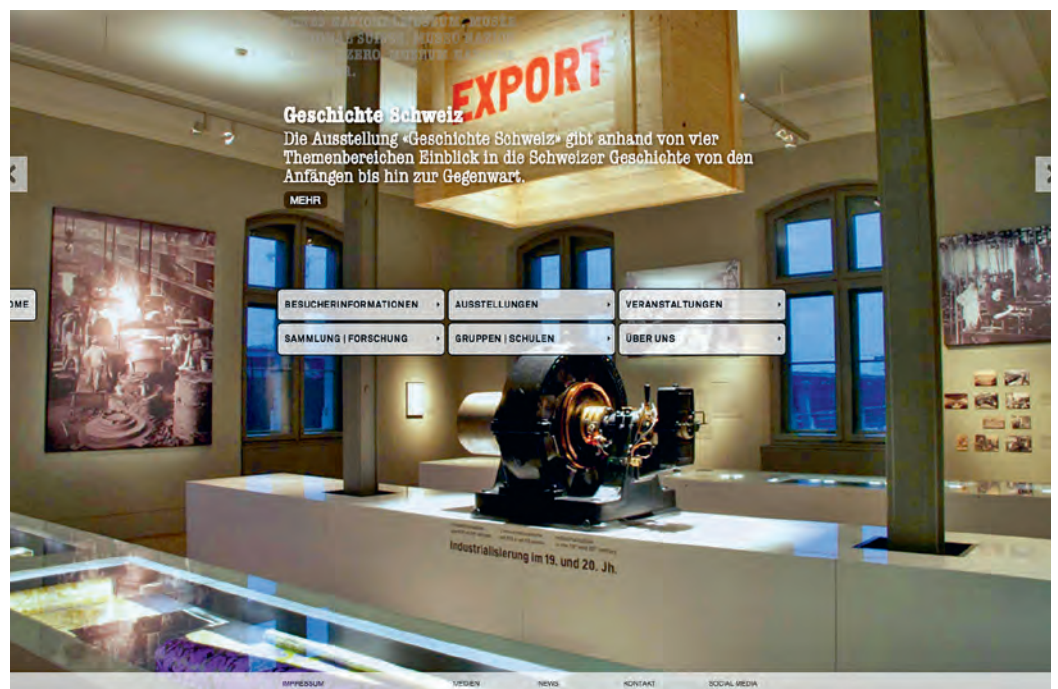 EXPORT
Geschichte Schweiz
Die Ausstellung «Geschichte Schweiz» gibt anhand von vier
Themenbereichen Einblick in die Schweizer Geschichte von den
Anfängen bis hin zur Gegenwart.
MEHR
OME
BESUCHERINFORMATIONEN
AUSSTELLUNGEN
VERANSTALTUNGEN
SAMMLUNG | FORSCHUNG
GRUPPEN | SCHULEN
ÜBER UNS
Industrialisierung im 19. und 20. Jh.
IMPRESSUM
MEDIEN
NEWS
KONTAKT
SOCIAL MEDIA